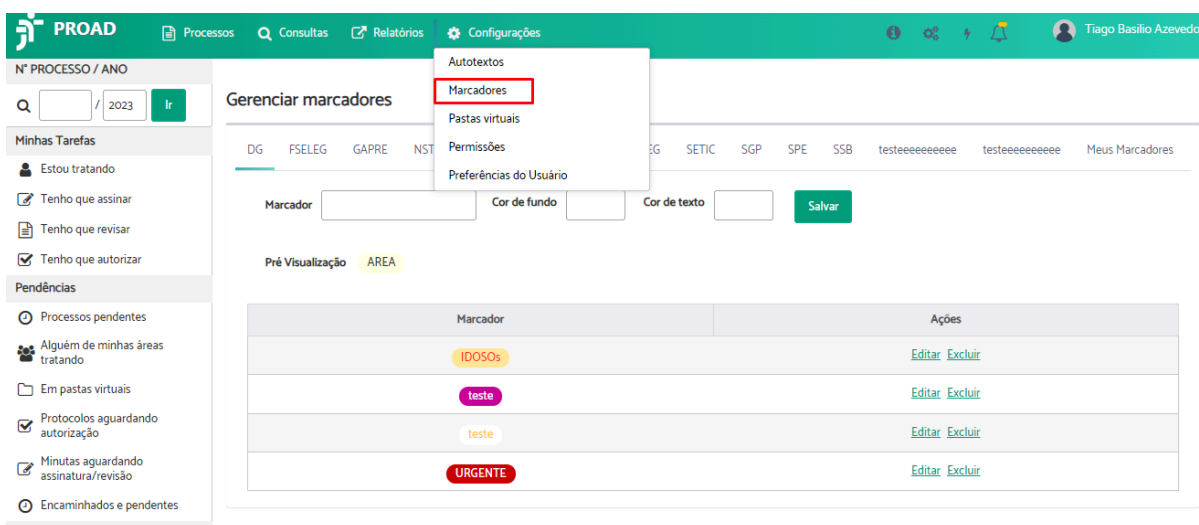 PROAD
Processos
Consultas
Relatórios
Configurações
Tiago Basilio Azevedo
Autotextos
Marcadores
Pastas virtuais
Permissões
Preferências do Usuário
N° PROCESSO / ANO
/ 2023 Ir
Minhas Tarefas
Estou tratando
Tenho que assinar
Tenho que revisar
Tenho que autorizar
Pendências
Processos pendentes
Alguém de minhas áreas
tratando
Em pastas virtuais
Protocolos aguardando
autorização
Minutas aguardando
assinatura/revisão
Encaminhados e pendentes
Gerenciar marcadores
DG FSELEG GAPRE NST EG SETIC SGP SPE SSB testeeeeeeeeee testeeeeeeeeeee Meus Marcadores
Marcador Cor de fundo Cor de texto Salvar
Pré Visualização AREA
Marcador Ações
IDOSOs Editar Excluir
teste Editar Excluir
teste Editar Excluir
URGENTE Editar Excluir